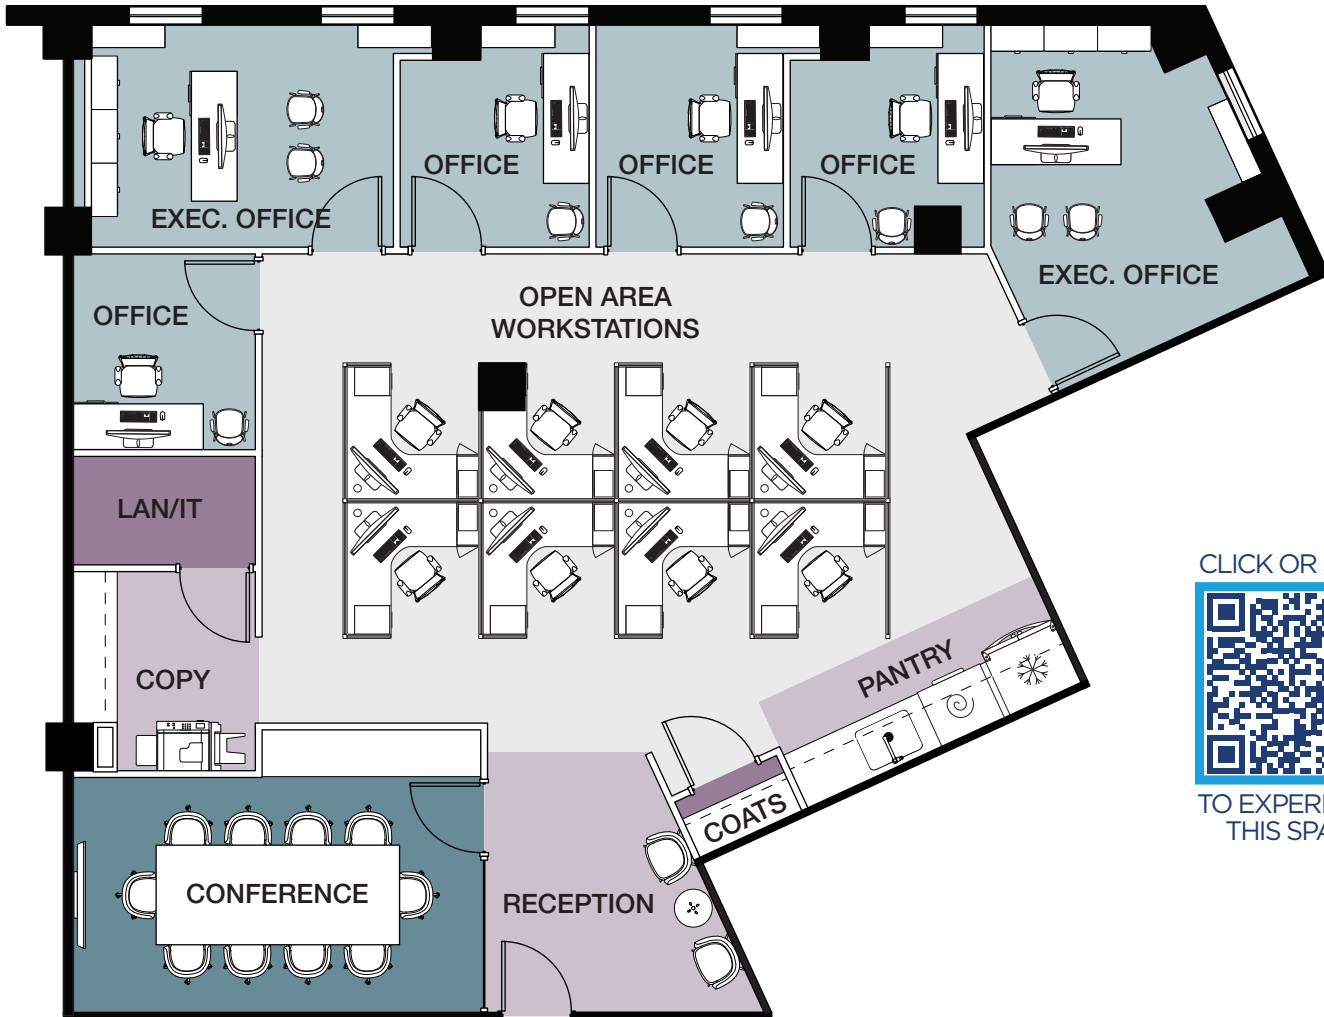 OFFICE
OFFICE
OFFICE
EXEC. OFFICE
EXEC. OFFICE
OFFICE
OPEN AREA
WORKSTATIONS
LAN/IT
CLICK OR
PANTRY
COPY
COATS
TO EXPERI
THIS SPA
CONFERENCE
RECEPTION